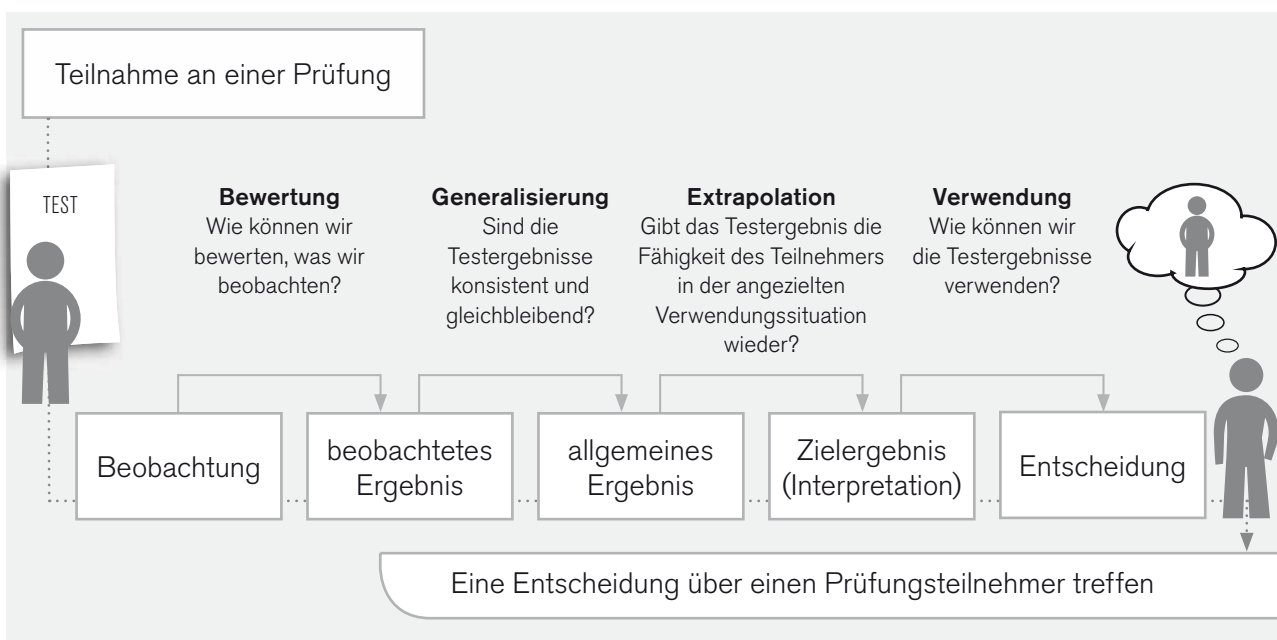 Teilnahme an einer Prüfung
TEST
Bewertung
Wie können wir
bewerten, was wir
beobachten?
Generalisierung
Sind die
Testergebnisse
konsistent und
gleichbleibend?
Extrapolation
Gibt das Testergebnis die
Fähigkeit des Teilnehmers
in der angezielten
Verwendungssituation
wieder?
Verwendung
Wie können wir
die Testergebnisse
verwenden?
Beobachtung
beobachtetes
Ergebnis
allgemeines
Ergebnis
Zielergebnis
(Interpretation)
Entscheidung
Eine Entscheidung über einen Prüfungsteilnehmer treffen